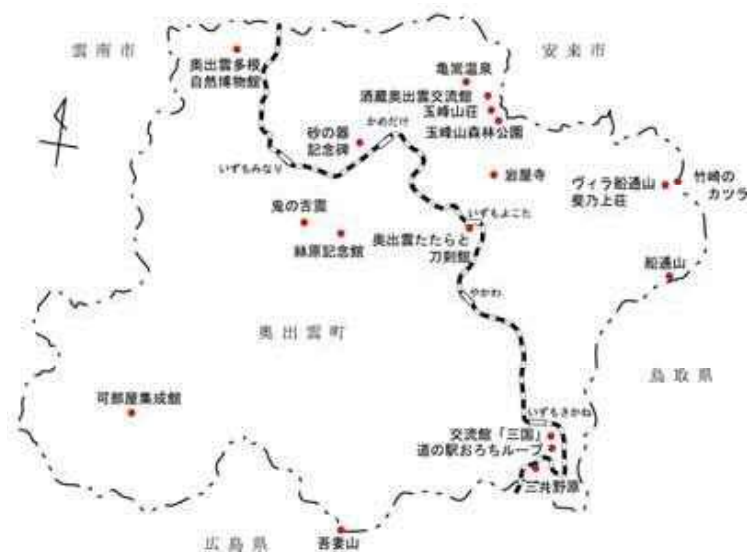 雲南市
安来市
奥出雲多根
自然博物館
亀嵩温泉
酒蔵奥出雲交流館
玉峰山荘
玉峰山森林公園
かめだけ
砂の器
記念碑
いずもみなり
岩屋寺
ヴィラ船通山
斐乃上荘
竹崎の
カツラ
鬼の舌震
絲原記念館
いずもよこた
奥出雲たたらと
刀剣館
船通山
やかわ
奥出雲町
鳥取県
可部屋集成館
いずもさかね
交流館「三国」
道の駅おろちループ
三井野原
広島県
吾妻山